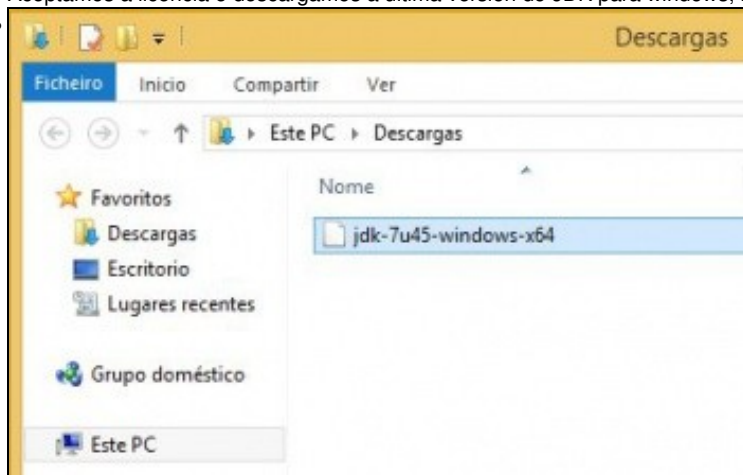 Descargas
Ficheiro Inicio Compartir Ver
Este PC Descargas
Nome
Favoritos
Descargas
Escritorio
Lugares recentes
Grupo doméstico
Este PC
jdk-7u45-windows-x64